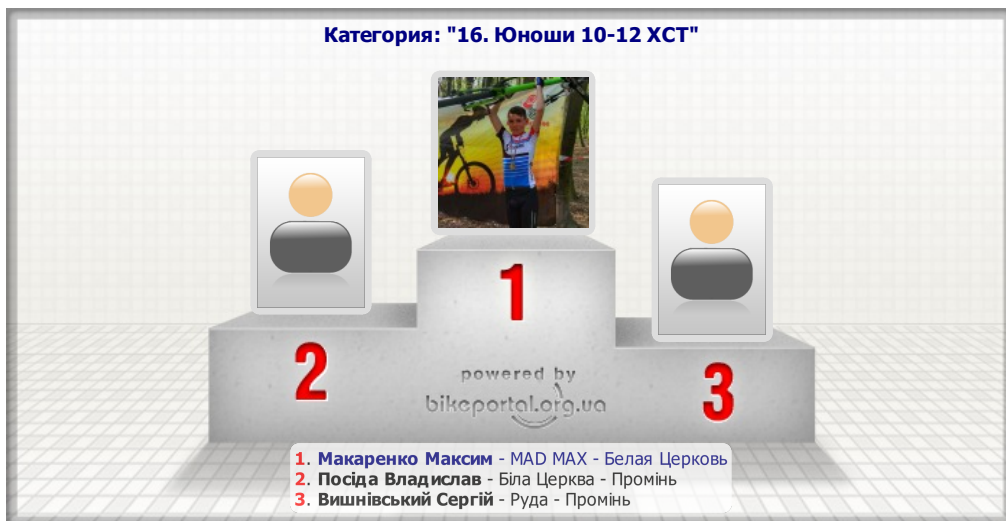 Категория: "16. Юноши 10-12 XCT"
1
2
3
powered by
bikeportal.org.ua
1. Макаренко Максим - MAD MAX - Белая Церковь
2. Посіда Владислав - Біла Церква - Промінь
3. Вишнівський Сергій - Руда - Промінь